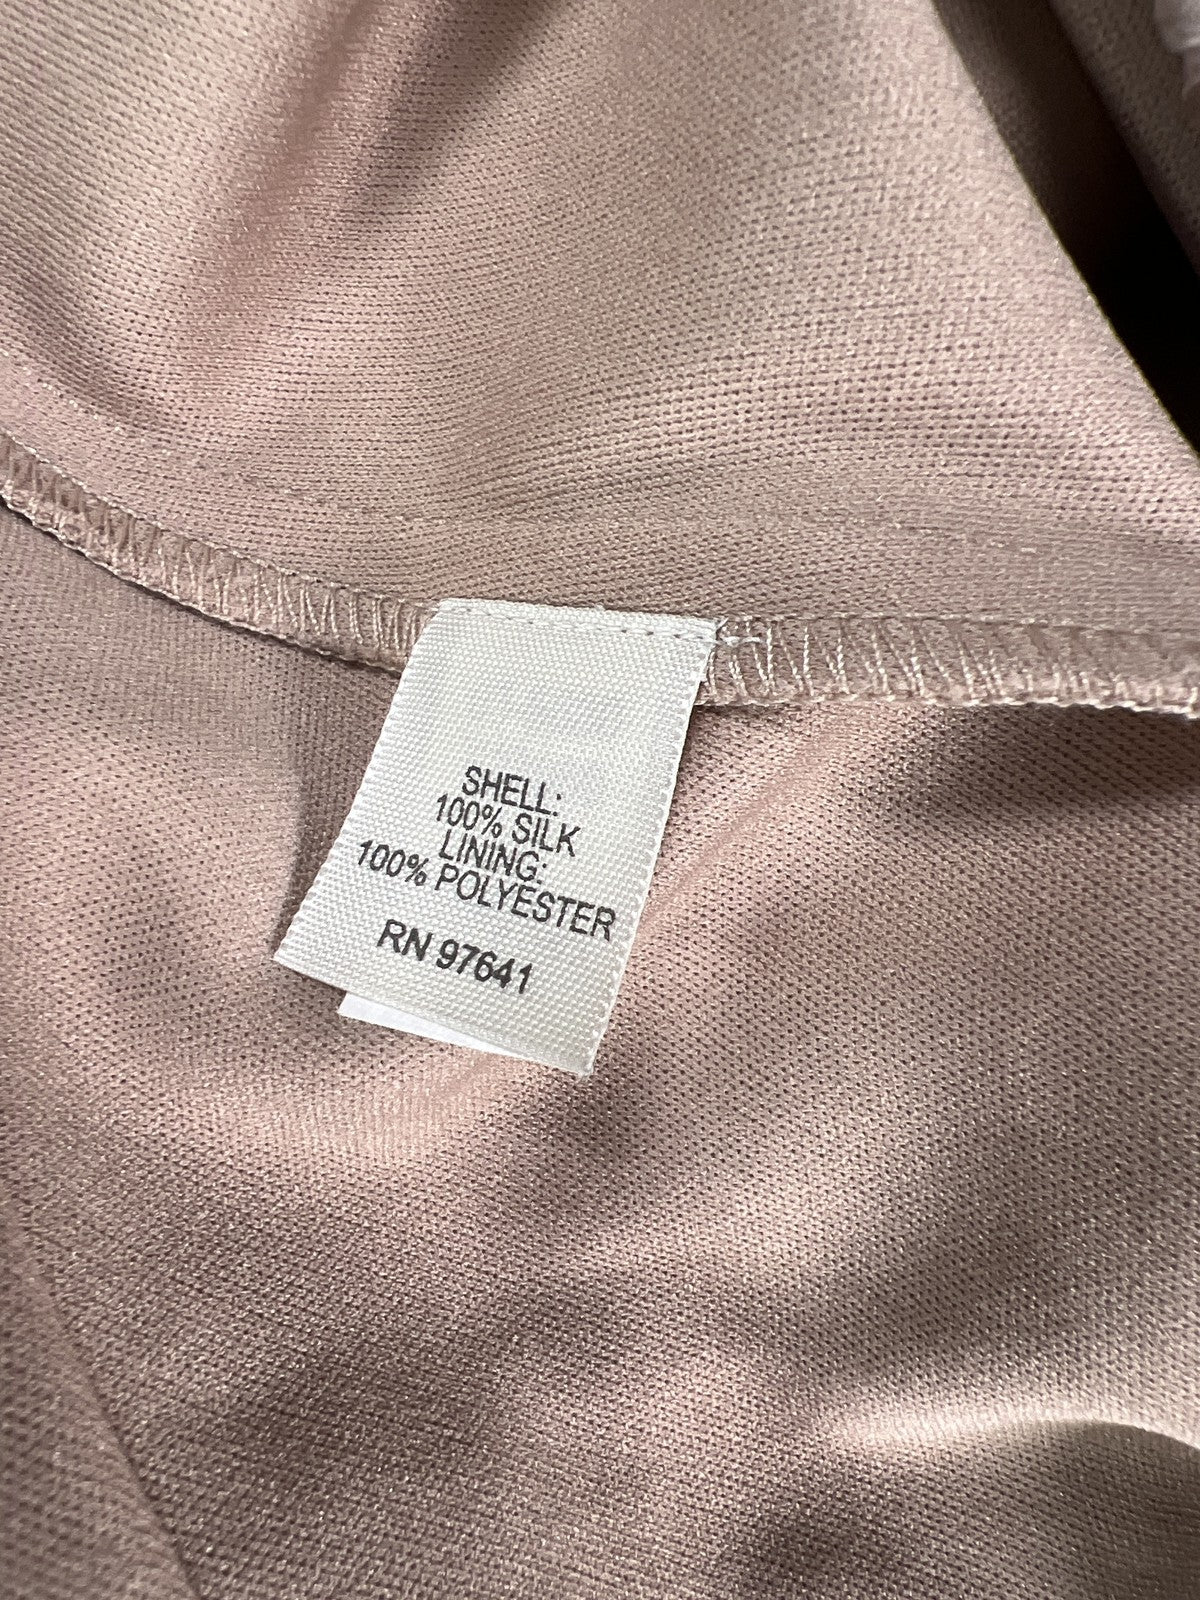 SHELL:
100% SILK
LINING:
100% POLYESTER
RN 97641